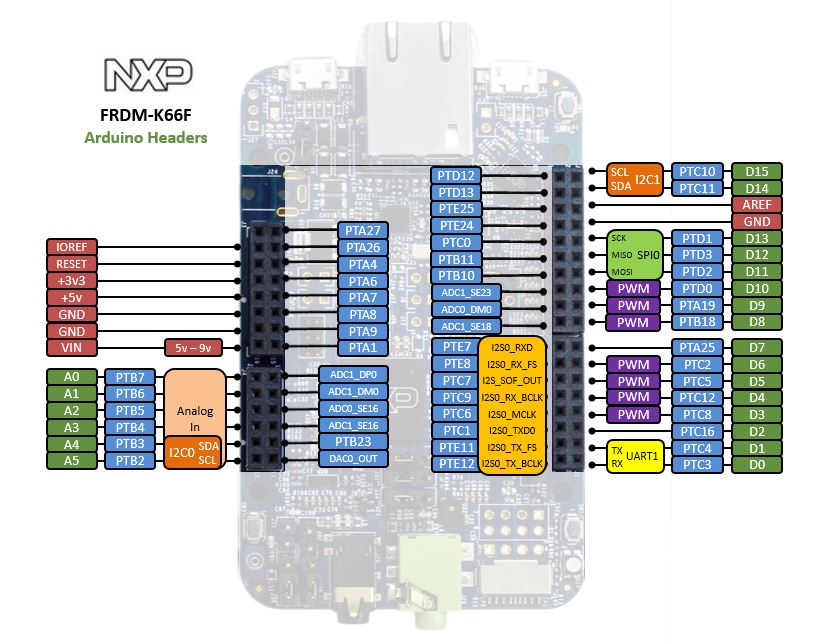 NXP
FRDM-K66F
Arduino Headers
J24
IOREF
RESET
+3v3
+5v
GND
GND
VIN 5v – 9v
PTA27
PTA26
PTA4
PTA6
PTA7
PTA8
PTA9
PTA1
A0 PTB7
A1 PTB6
A2 PTB5
A3 PTB4
A4 PTB3
A5 PTB2
Analog
In
I2C0 SDA
SCL
ADC1_DP0
ADC1_DM0
ADC0_SE16
ADC1_SE16
PTB23
DAC0_OUT
PTD12
PTD13
PTE25
PTE24
PTC0
PTB11
PTB10
ADC1_SE23
ADC0_DM0
ADC1_SE18
PTE7 I2S0_RXD
PTE8 I2S0_RX_FS
PTC7 I2S_SOF_OUT
PTC9 I2S0_RX_BCLK
PTC6 I2S0_MCLK
PTC1 I2S0_TXD0
PTE11 I2S0_TX_FS
PTE12 I2S0_TX_BCLK
SCL I2C1 PTC10 D15
SDA PTC11 D14
AREF
GND
SCK SPI0 PTD1 D13
MISO PTD3 D12
MOSI PTD2 D11
PWM PTD0 D10
PWM PTA19 D9
PWM PTB18 D8
PTA25 D7
PWM PTC2 D6
PWM PTC5 D5
PWM PTC12 D4
PWM PTC8 D3
PTC16 D2
TX UART1 PTC4 D1
RX PTC3 D0